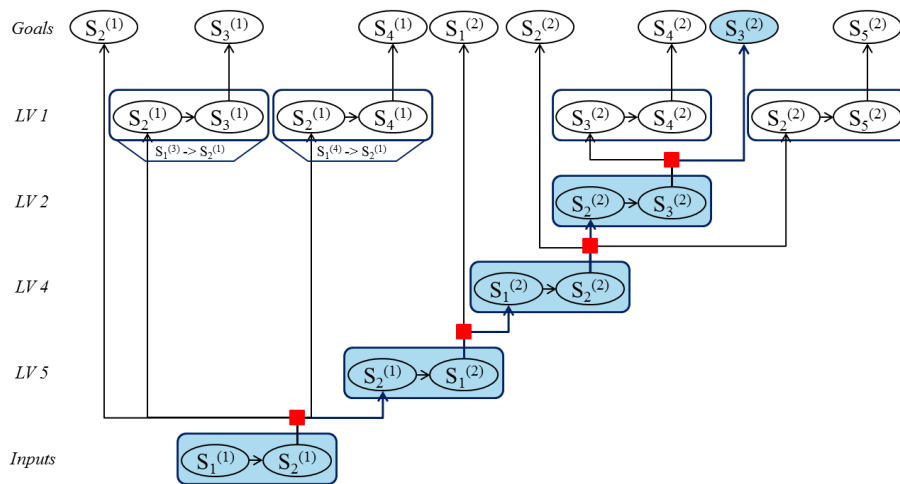 Goals S₂⁽¹⁾ S₃⁽¹⁾ S₄⁽¹⁾ S₁⁽²⁾ S₂⁽²⁾ S₄⁽²⁾ S₃⁽²⁾ S₅⁽²⁾
LV 1 S₂⁽¹⁾ S₃⁽¹⁾ S₂⁽¹⁾ S₄⁽¹⁾ S₃⁽²⁾ S₄⁽²⁾ S₂⁽²⁾ S₅⁽²⁾
S₁⁽³⁾ -> S₂⁽¹⁾ S₁⁽⁴⁾ -> S₂⁽¹⁾
LV 2 S₂⁽²⁾ S₃⁽²⁾
LV 4 S₁⁽²⁾ S₂⁽²⁾
LV 5 S₂⁽¹⁾ S₁⁽²⁾
Inputs S₁⁽¹⁾ S₂⁽¹⁾